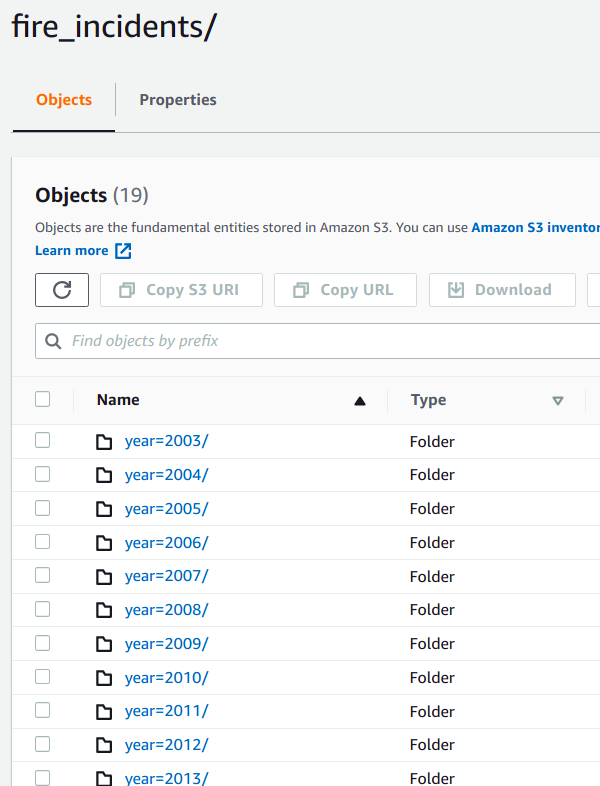 fire_incidents/
Objects
Properties
Objects (19)
Objects are the fundamental entities stored in Amazon S3. You can use Amazon S3 inventor
Learn more
Copy S3 URI
Copy URL
Download
Find objects by prefix
Name
Type
year=2003/ Folder
year=2004/ Folder
year=2005/ Folder
year=2006/ Folder
year=2007/ Folder
year=2008/ Folder
year=2009/ Folder
year=2010/ Folder
year=2011/ Folder
year=2012/ Folder
year=2013/ Folder